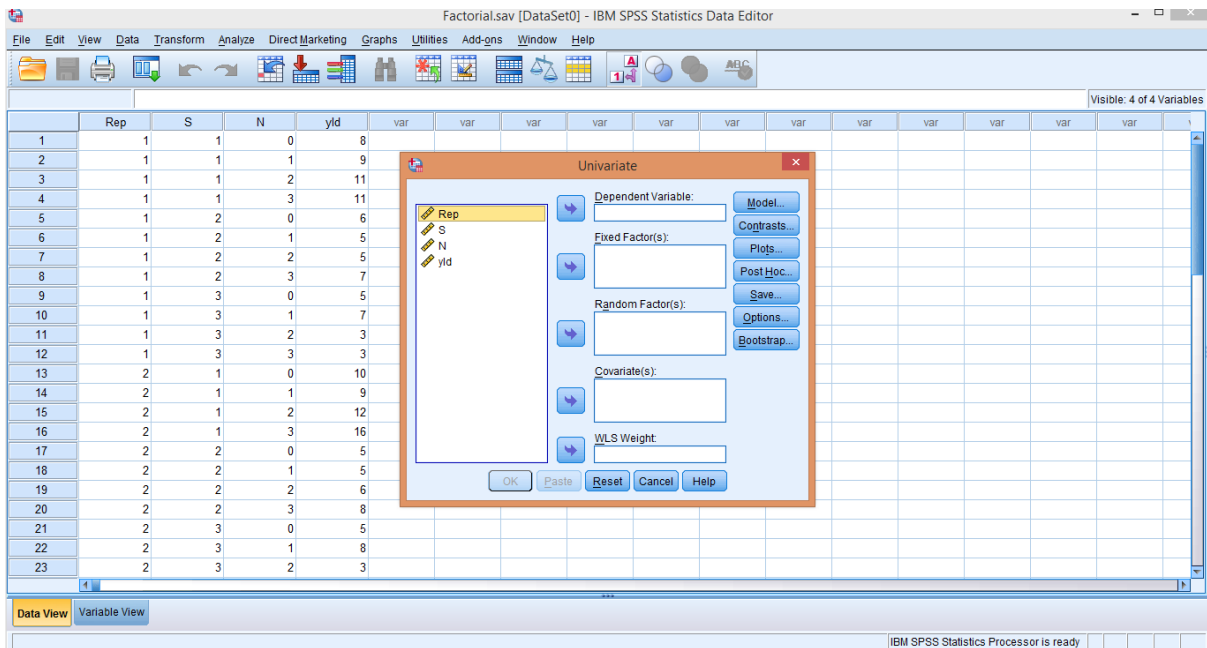 Factorial.sav [DataSet0] - IBM SPSS Statistics Data Editor
File Edit View Data Transform Analyze Direct Marketing Graphs Utilities Add-ons Window Help
A
1
ABC
Visible: 4 of 4 Variables
Rep S N yld var var var var var var var var var var var var
1 1 1 0 8
2 1 1 1 9
3 1 1 2 11
4 1 1 3 11
5 1 2 0 6
6 1 2 1 5
7 1 2 2 5
8 1 2 3 7
9 1 3 0 5
10 1 3 1 7
11 1 3 2 3
12 1 3 3 3
13 2 1 0 10
14 2 1 1 9
15 2 1 2 12
16 2 1 3 16
17 2 2 0 5
18 2 2 1 5
19 2 2 2 6
20 2 2 3 8
21 2 3 0 5
22 2 3 1 8
23 2 3 2 3
Univariate
Rep
S
N
yld
Dependent Variable:
Fixed Factor(s):
Random Factor(s):
Covariate(s):
WLS Weight:
Model...
Contrasts...
Plots...
Post Hoc...
Save...
Options...
Bootstrap...
OK Paste Reset Cancel Help
Data View Variable View
IBM SPSS Statistics Processor is ready